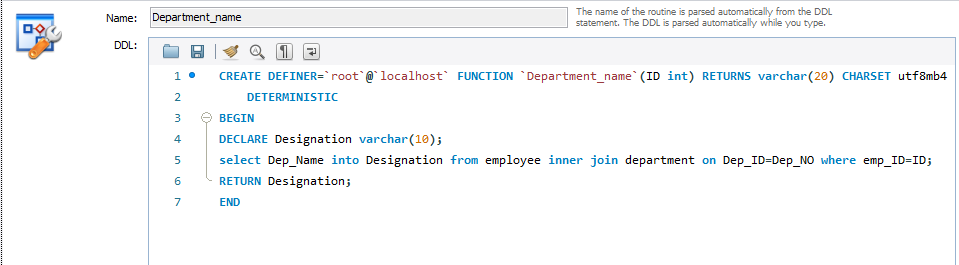 Name: Department_name The name of the routine is parsed automatically from the DDL
statement. The DDL is parsed automatically while you type.
DDL:
1 CREATE DEFINER=`root`@`localhost` FUNCTION `Department_name`(ID int) RETURNS varchar(20) CHARSET utf8mb4
2 DETERMINISTIC
3 BEGIN
4 DECLARE Designation varchar(10);
5 select Dep_Name into Designation from employee inner join department on Dep_ID=Dep_NO where emp_ID=ID;
6 RETURN Designation;
7 END